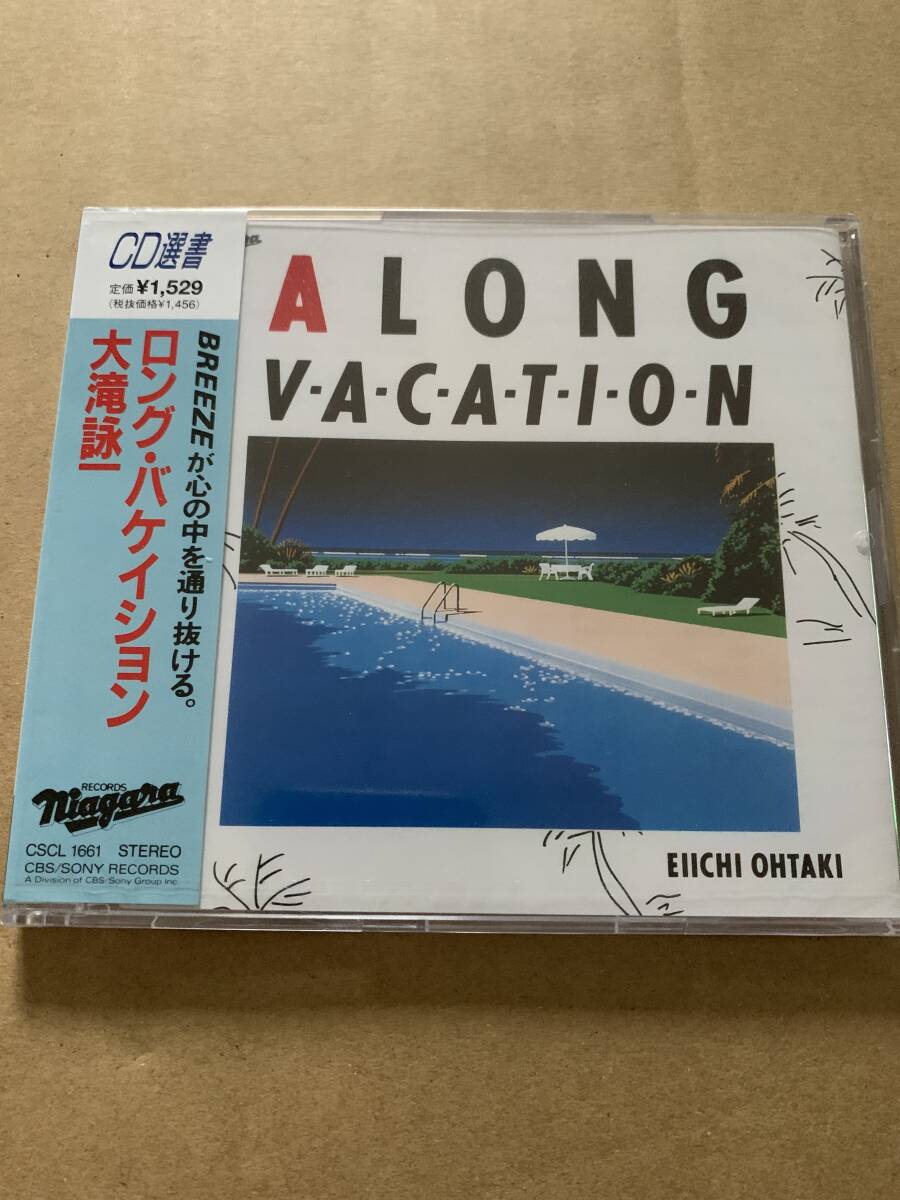 CD選書
定価¥1,529
(税抜価格¥1,456)
BREEZEが心の中を通り抜ける。
ロング・バケイション
大滝詠一
RECORDS
Niagara
CSCL 1661 STEREO
CBS/SONY RECORDS
A Division of CBS/Sony Group Inc.
A LONG
V-A-C-A-T-I-O-N
EIICHI OHTAKI